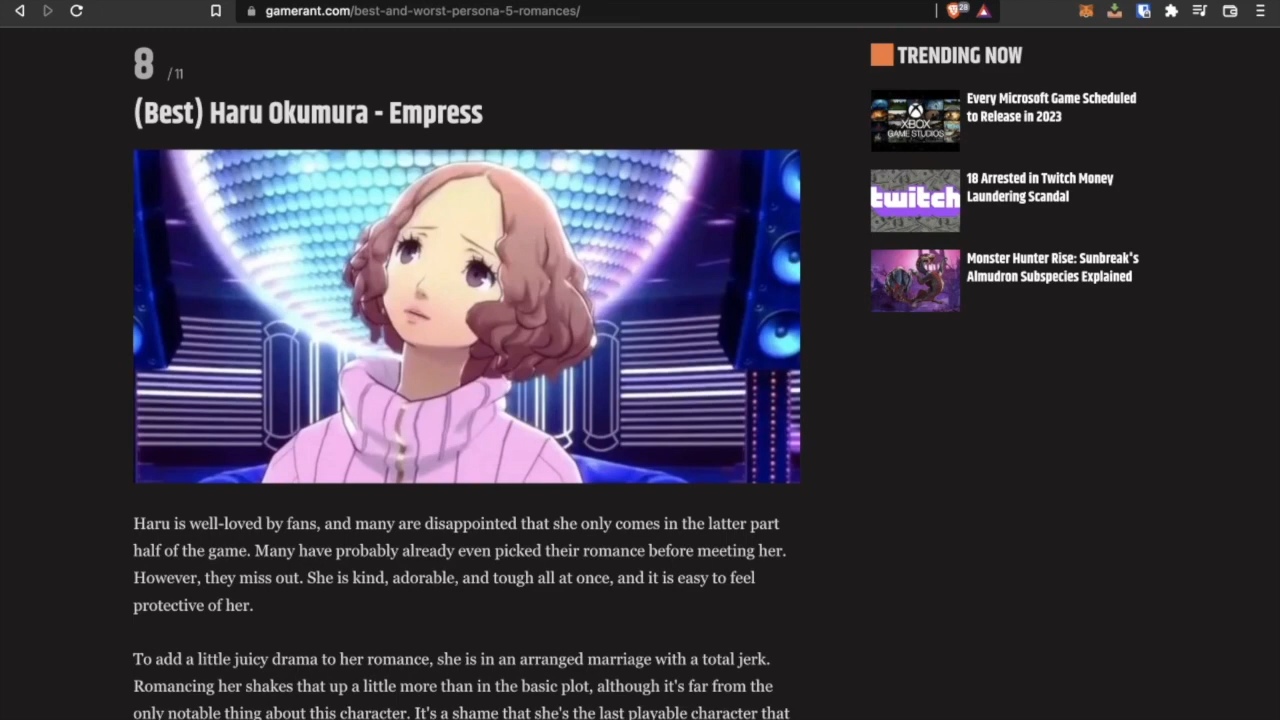 gamerant.com/best-and-worst-persona-5-romances/
28
8 / 11
(Best) Haru Okumura - Empress
Haru is well-loved by fans, and many are disappointed that she only comes in the latter part
half of the game. Many have probably already even picked their romance before meeting her.
However, they miss out. She is kind, adorable, and tough all at once, and it is easy to feel
protective of her.
To add a little juicy drama to her romance, she is in an arranged marriage with a total jerk.
Romancing her shakes that up a little more than in the basic plot, although it's far from the
only notable thing about this character. It's a shame that she's the last playable character that
TRENDING NOW
XBOX
GAME STUDIOS
Every Microsoft Game Scheduled
to Release in 2023
twitch
18 Arrested in Twitch Money
Laundering Scandal
Monster Hunter Rise: Sunbreak's
Almudron Subspecies Explained